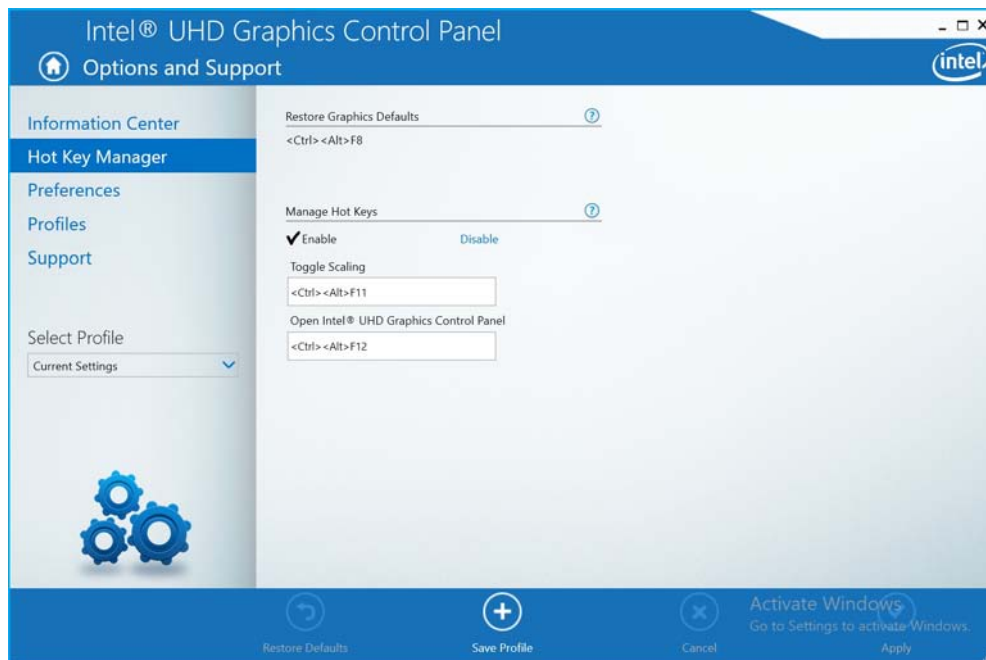 Intel® UHD Graphics Control Panel
Options and Support
intel
Information Center
Hot Key Manager
Preferences
Profiles
Support
Select Profile
Current Settings
Restore Graphics Defaults
<Ctrl><Alt>F8
Manage Hot Keys
Enable
Disable
Toggle Scaling
<Ctrl><Alt>F11
Open Intel® UHD Graphics Control Panel
<Ctrl><Alt>F12
Restore Defaults
Save Profile
Cancel
Apply
Activate Windows
Go to Settings to activate Windows.